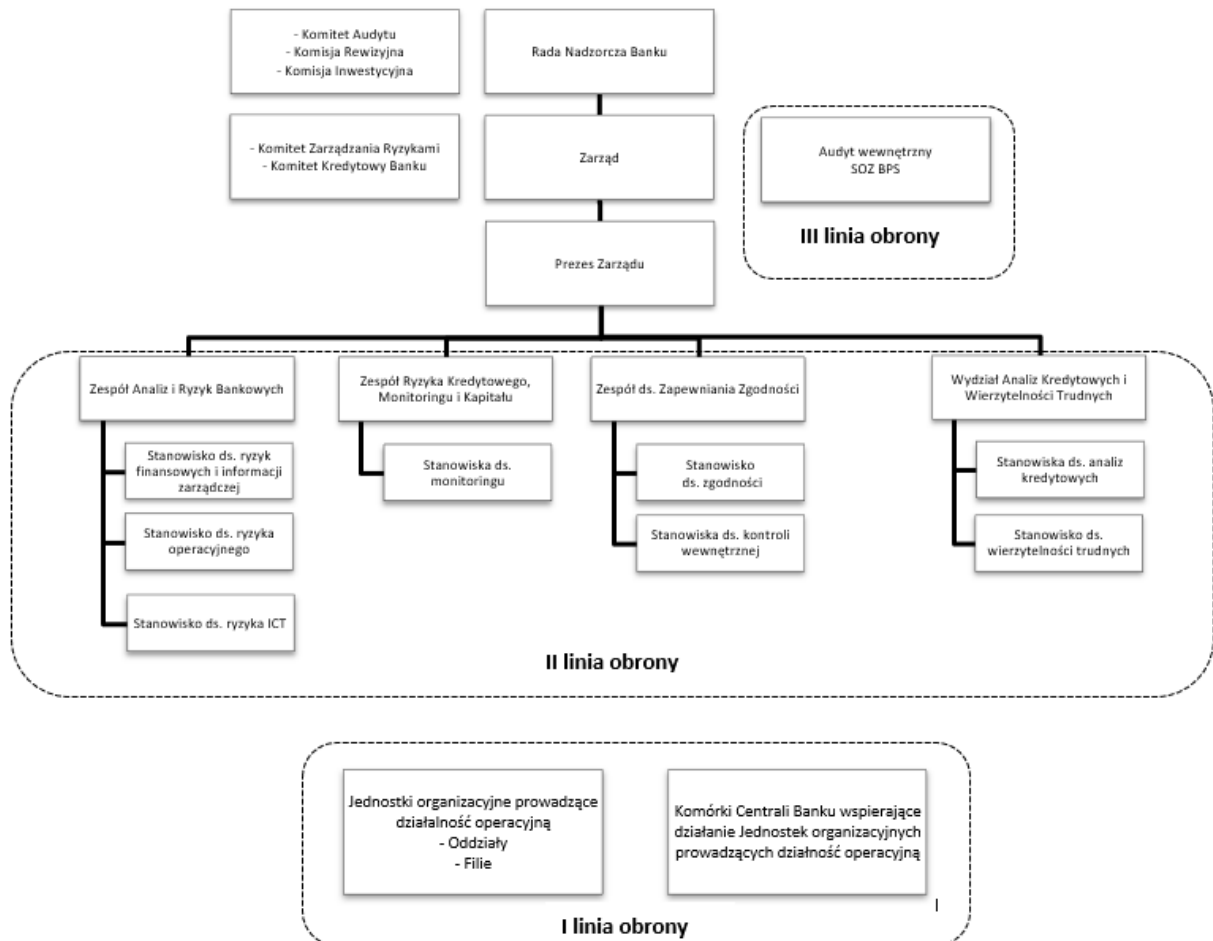 - Komitet Audytu
- Komisja Rewizyjna
- Komisja Inwestycyjna
Rada Nadzorcza Banku
- Komitet Zarządzania Ryzykami
- Komitet Kredytowy Banku
Zarząd
Audyt wewnętrzny
SOZ BPS
III linia obrony
Prezes Zarządu
Zespół Analiz i Ryzyk Bankowych
Stanowisko ds. ryzyk
finansowych i informacji
zarządczej
Stanowisko ds. ryzyka
operacyjnego
Stanowisko ds. ryzyka ICT
Zespół Ryzyka Kredytowego,
Monitoringu i Kapitału
Stanowiska ds.
monitoringu
Zespół ds. Zapewniania Zgodności
Stanowisko
ds. zgodności
Stanowiska ds. kontroli
wewnętrznej
Wydział Analiz Kredytowych i
Wierzytelności Trudnych
Stanowiska ds. analiz
kredytowych
Stanowisko ds.
wierzytelności trudnych
II linia obrony
Jednostki organizacyjne prowadzące
działalność operacyjną
- Oddziały
- Filie
Komórki Centrali Banku wspierające
działanie Jednostek organizacyjnych
prowadzących działność operacyjną
I linia obrony